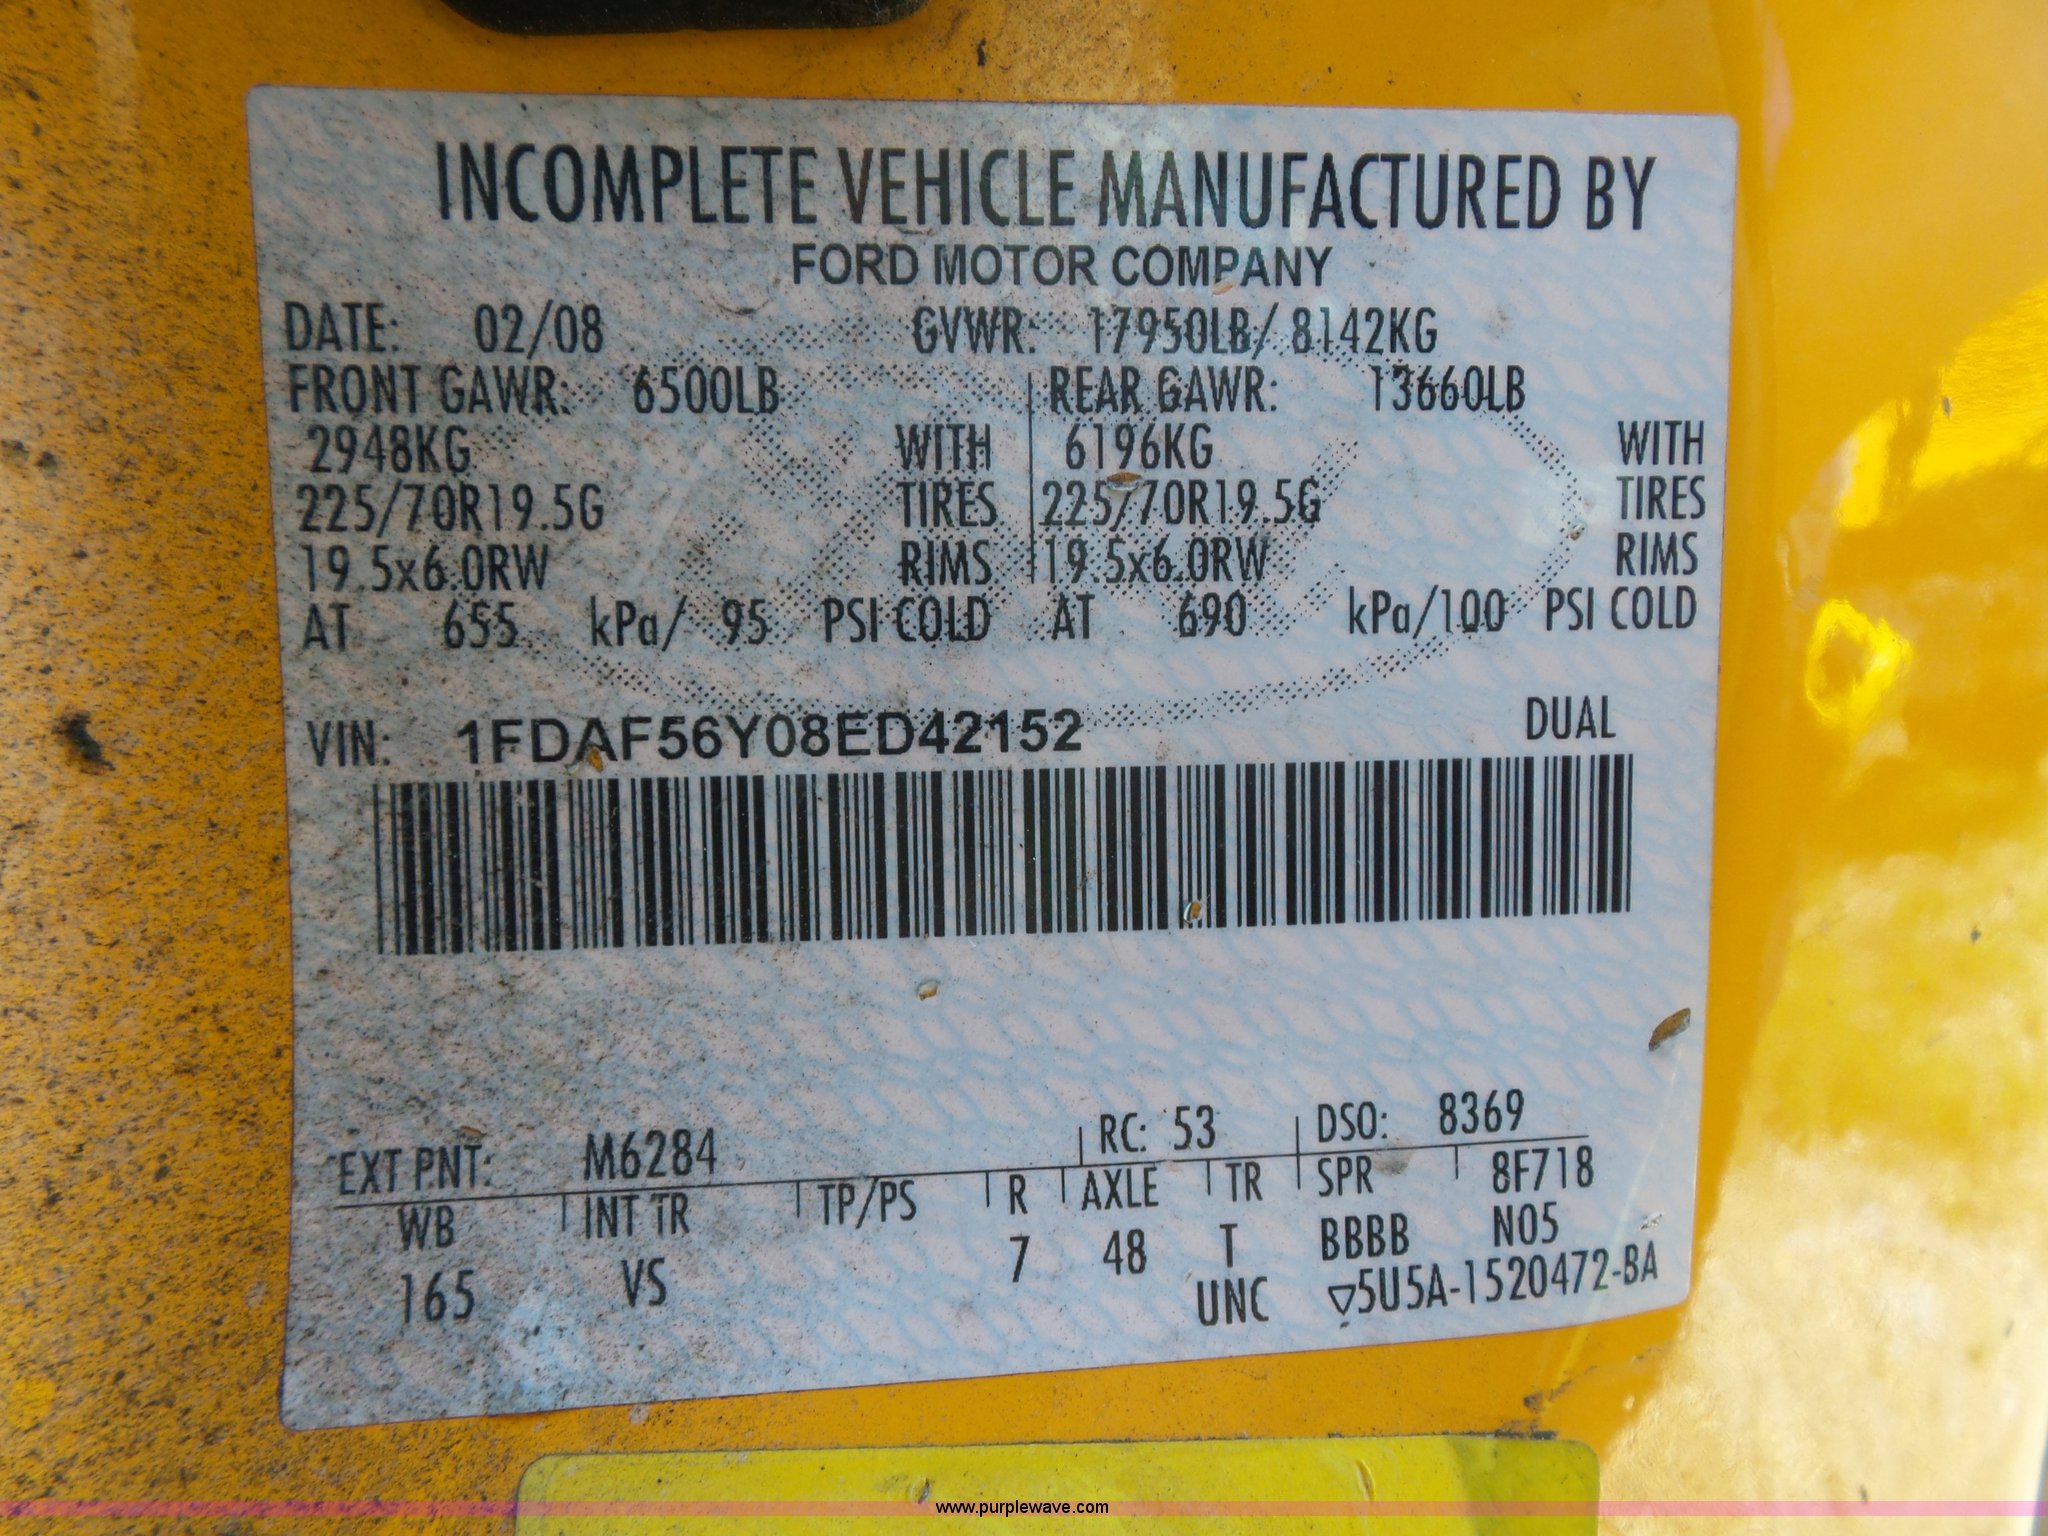 INCOMPLETE VEHICLE MANUFACTURED BY
FORD MOTOR COMPANY
DATE: 02/08 GVWR: 17950LB/ 8142KG
FRONT GAWR: 6500LB REAR GAWR: 13660LB
2948KG WITH 6196KG WITH
225/70R19.5G TIRES 225/70R19.5G TIRES
19.5x6.0RW RIMS 19.5x6.0RW RIMS
AT 655 kPa/ 95 PSI COLD AT 690 kPa/100 PSI COLD
VIN: 1FDAF56Y08ED42152 DUAL
EXT PNT: M6284 RC: 53 DSO: 8369
WB INT TR TP/PS R AXLE TR SPR 8F718
165 VS 7 48 T BBBB N05
UNC ▽5U5A-1520472-BA
www.purplewave.com